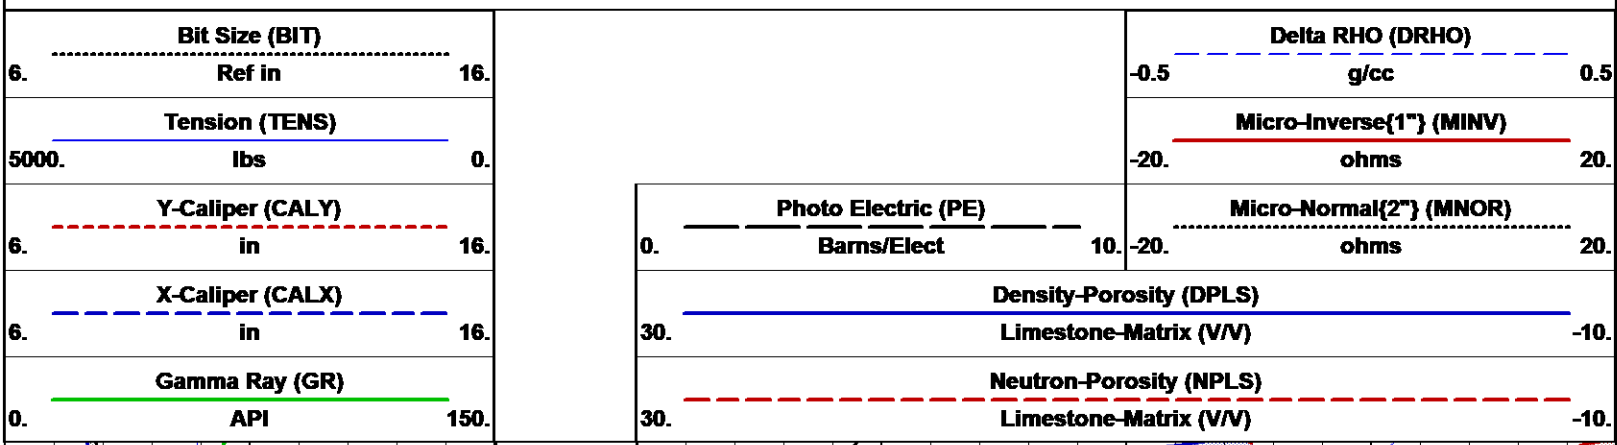 Bit Size (BIT)
6. Ref in 16.
Tension (TENS)
5000. lbs 0.
Y-Caliper (CALY)
6. in 16.
X-Caliper (CALX)
6. in 16.
Gamma Ray (GR)
0. API 150.
Photo Electric (PE)
0. Barns/Elect 10.
Delta RHO (DRHO)
-0.5 g/cc 0.5
Micro-Inverse{1"} (MINV)
-20. ohms 20.
Micro-Normal{2"} (MNOR)
-20. ohms 20.
Density-Porosity (DPLS)
30. Limestone-Matrix (V/V) -10.
Neutron-Porosity (NPLS)
30. Limestone-Matrix (V/V) -10.